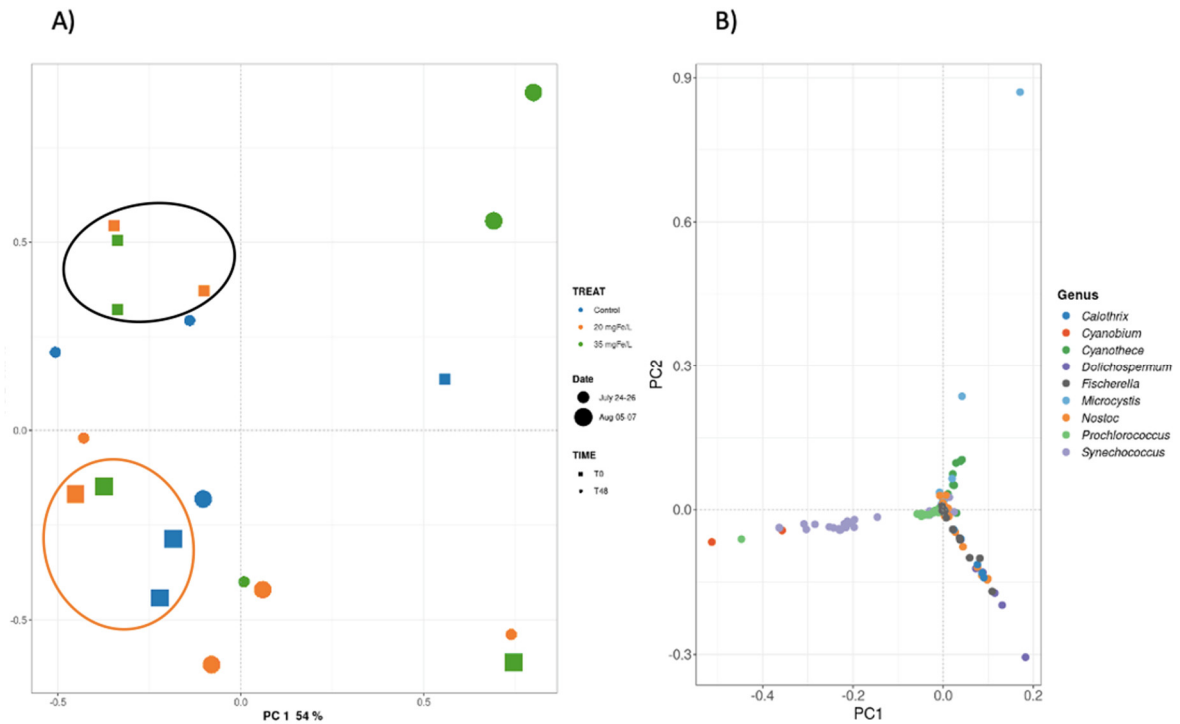 A)
B)
0.5
0.0
-0.5
-0.5
0.0
0.5
PC 1 54 %
TREAT
Control
20 mgFe/L
35 mgFe/L
Date
July 24-26
Aug 05-07
TIME
T0
T48
0.9
0.6
0.3
0.0
-0.3
PC2
-0.4
-0.2
0.0
0.2
PC1
Genus
Calothrix
Cyanobium
Cyanothece
Dolichospermum
Fischerella
Microcystis
Nostoc
Prochlorococcus
Synechococcus